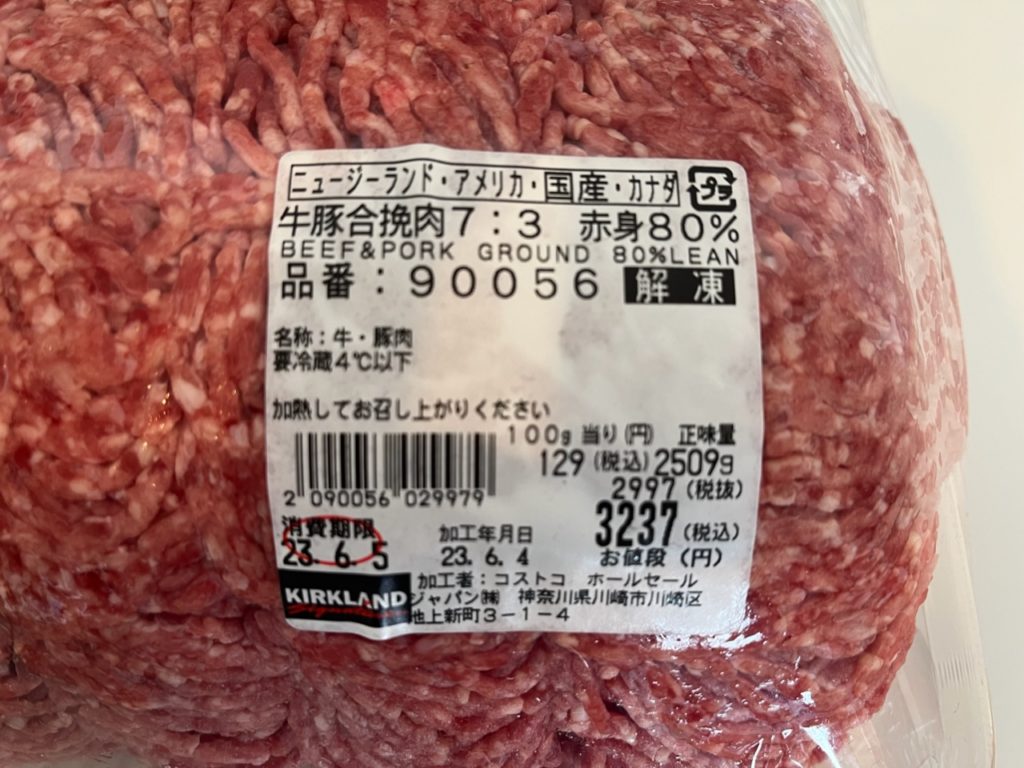 ニュージーランド・アメリカ・国産・カナダ プラ
牛豚合挽肉7:3 赤身80%
BEEF&PORK GROUND 80%LEAN
品番:90056 解凍
名称:牛・豚肉
要冷蔵4℃以下
加熱してお召し上がりください
100g当り(円) 正味量
129(税込)2509g
2 090056 029979
2997(税抜)
3237(税込)
お値段(円)
消費期限 加工年月日
23.6.5 23.6.4
KIRKLAND
Signature
加工者:コストコ ホールセール
ジャパン㈱ 神奈川県川崎市川崎区
池上新町3-1-4